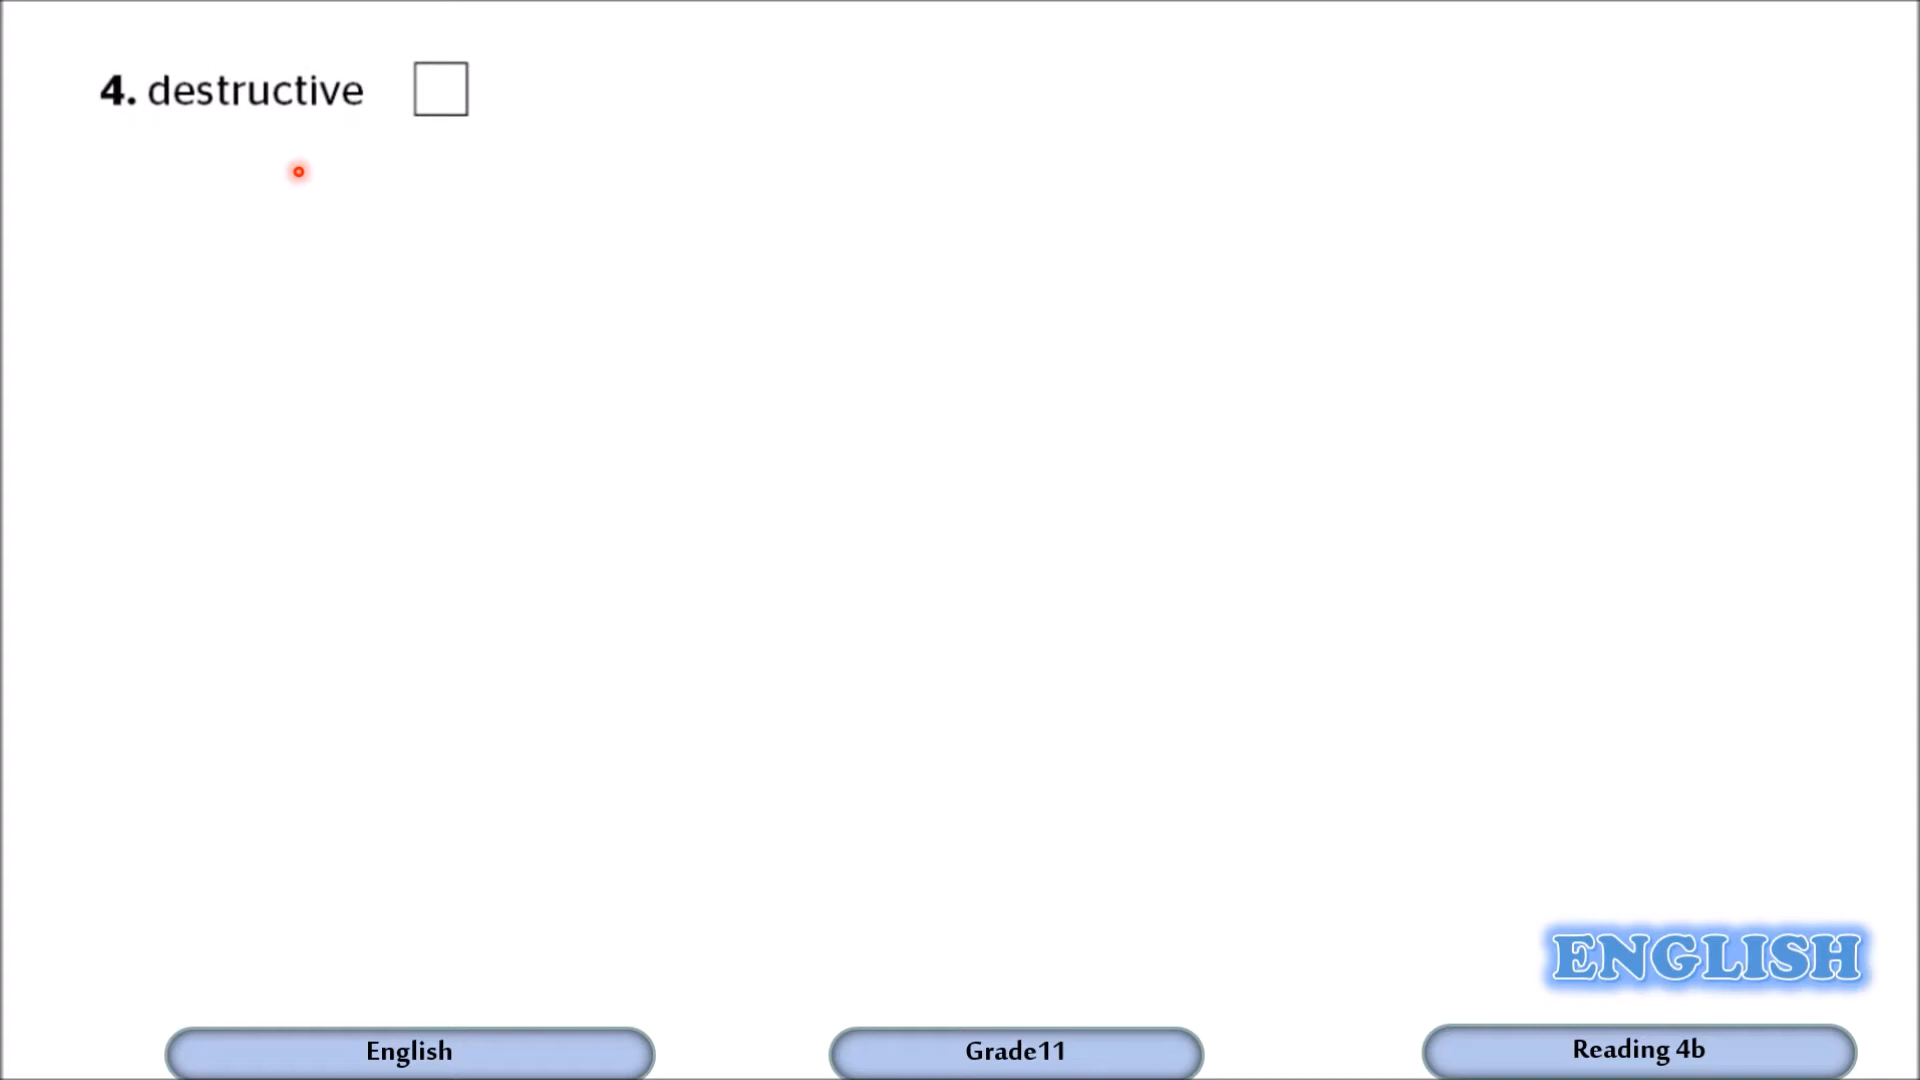 4. destructive
ENGLISH
English
Grade11
Reading 4b